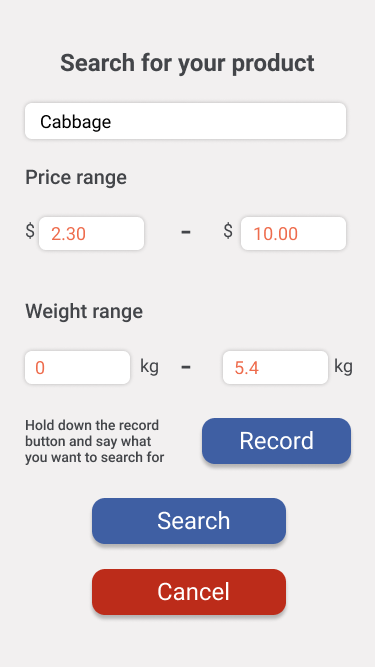 Search for your product
Cabbage
Price range
$ 2.30 - $ 10.00
Weight range
0 kg - 5.4 kg
Hold down the record
button and say what
you want to search for
Record
Search
Cancel